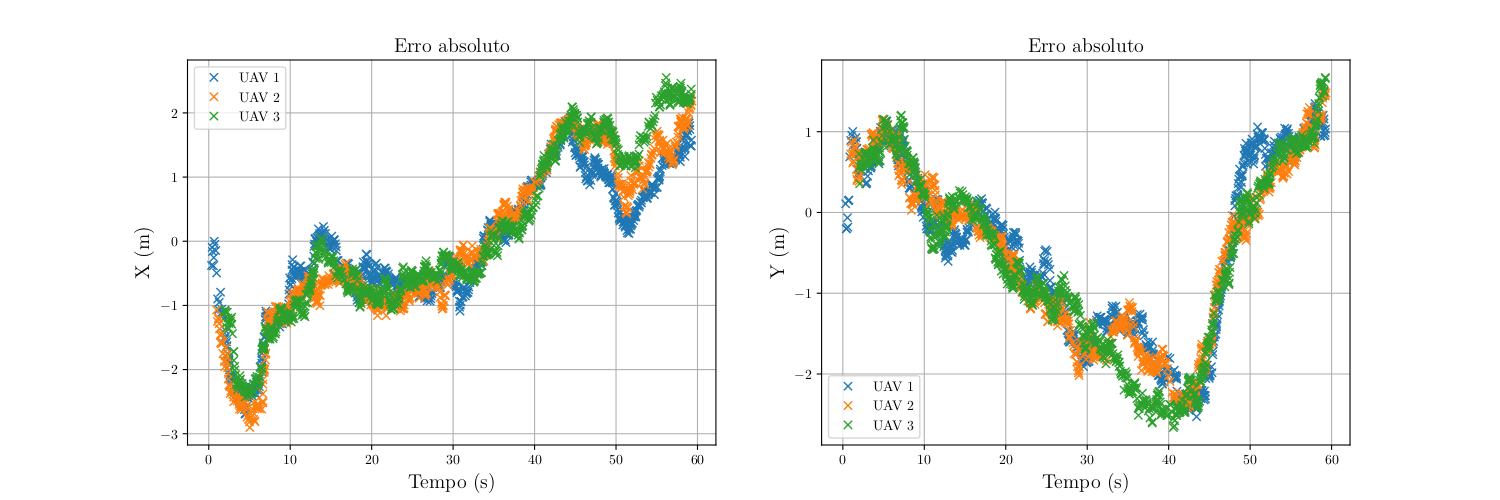 Erro absoluto
UAV 1
UAV 2
UAV 3
2
1
0
−1
−2
−3
X (m)
0 10 20 30 40 50 60
Tempo (s)
Erro absoluto
1
0
−1
−2
Y (m)
UAV 1
UAV 2
UAV 3
0 10 20 30 40 50 60
Tempo (s)